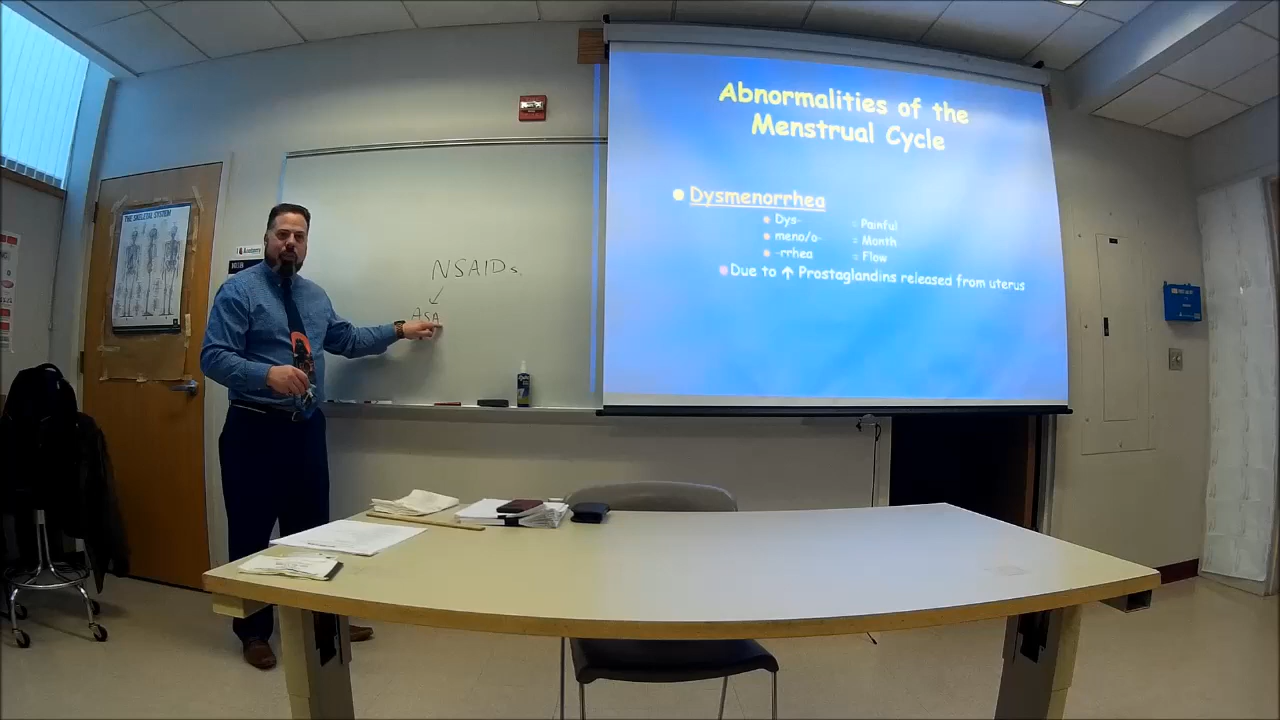 THE SKELETAL SYSTEM
NSAIDs
ASA
Abnormalities of the
Menstrual Cycle
Dysmenorrhea
Dys- = Painful
meno/o- = Month
-rrhea = Flow
Due to ↑ Prostaglandins released from uterus